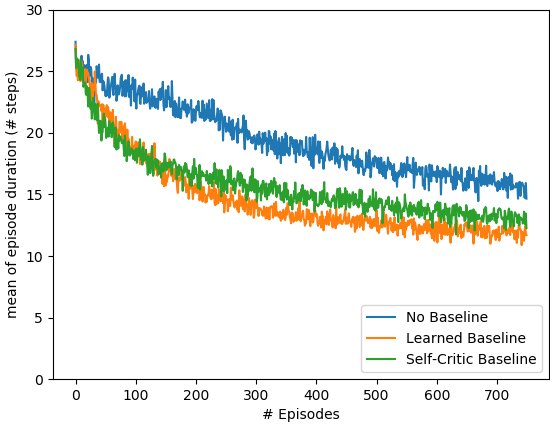 30
25
20
15
10
5
0
mean of episode duration (# steps)
No Baseline
Learned Baseline
Self-Critic Baseline
0 100 200 300 400 500 600 700
# Episodes